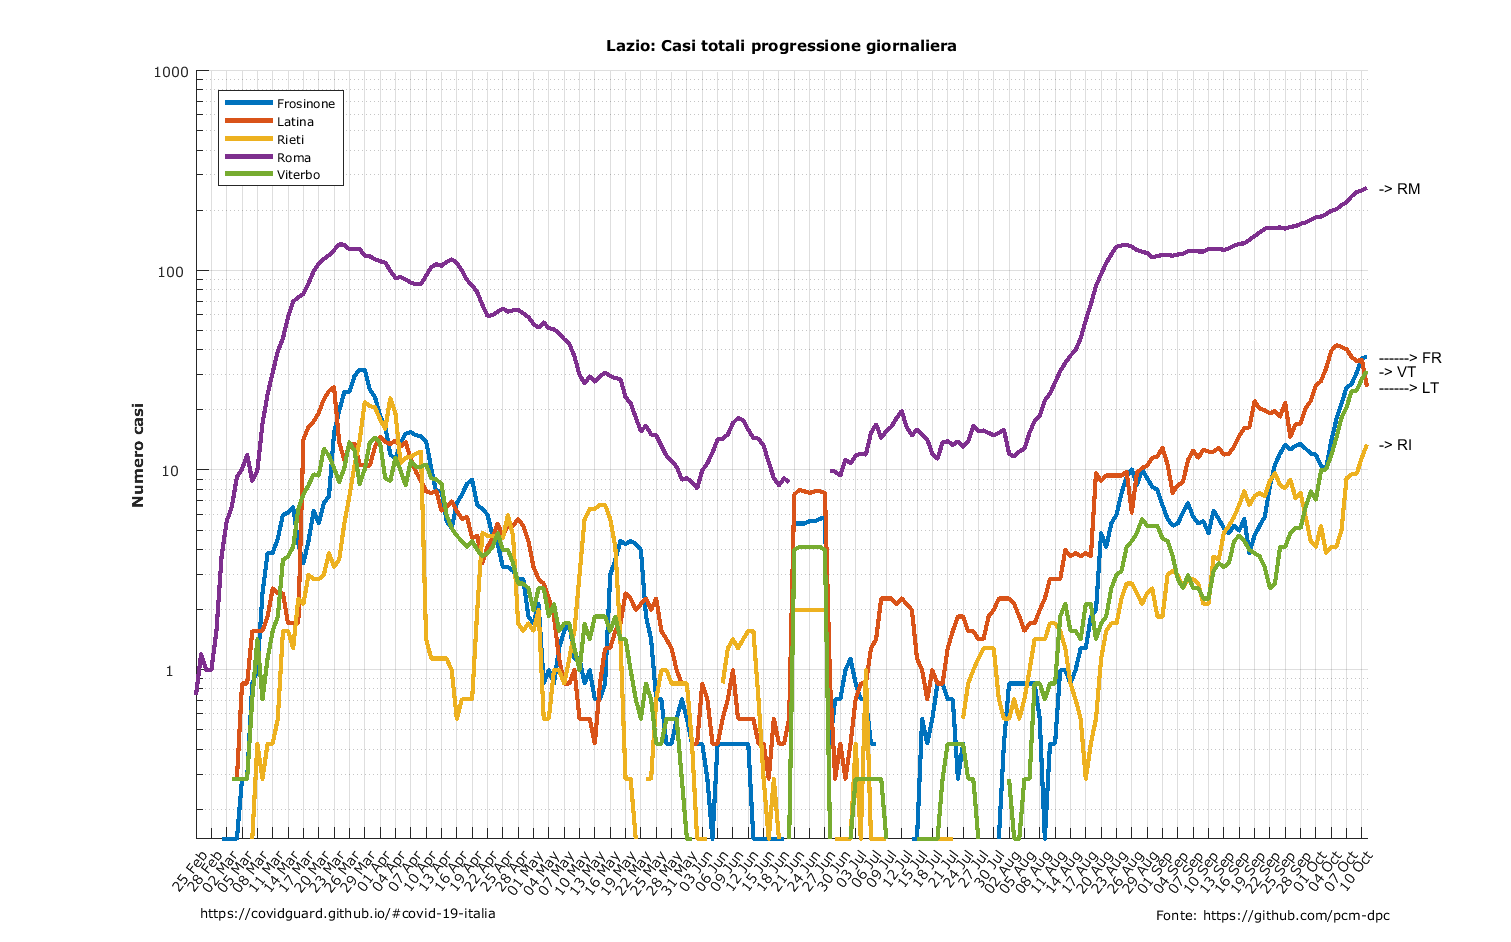 Lazio: Casi totali progressione giornaliera
1000
100
10
1
Numero casi
Frosinone
Latina
Rieti
Roma
Viterbo
-> RM
------> FR
-> VT
------> LT
-> RI
25 Feb
28 Feb
02 Mar
05 Mar
08 Mar
11 Mar
14 Mar
17 Mar
20 Mar
23 Mar
26 Mar
29 Mar
01 Apr
04 Apr
07 Apr
10 Apr
13 Apr
16 Apr
19 Apr
22 Apr
25 Apr
28 Apr
01 May
04 May
07 May
10 May
13 May
16 May
19 May
22 May
25 May
28 May
31 May
03 Jun
06 Jun
09 Jun
12 Jun
15 Jun
18 Jun
21 Jun
24 Jun
27 Jun
30 Jun
03 Jul
06 Jul
09 Jul
12 Jul
15 Jul
18 Jul
21 Jul
24 Jul
27 Jul
30 Jul
02 Aug
05 Aug
08 Aug
11 Aug
14 Aug
17 Aug
20 Aug
23 Aug
26 Aug
29 Aug
01 Sep
04 Sep
07 Sep
10 Sep
13 Sep
16 Sep
19 Sep
22 Sep
25 Sep
28 Sep
01 Oct
04 Oct
07 Oct
10 Oct
https://covidguard.github.io/#covid-19-italia
Fonte: https://github.com/pcm-dpc